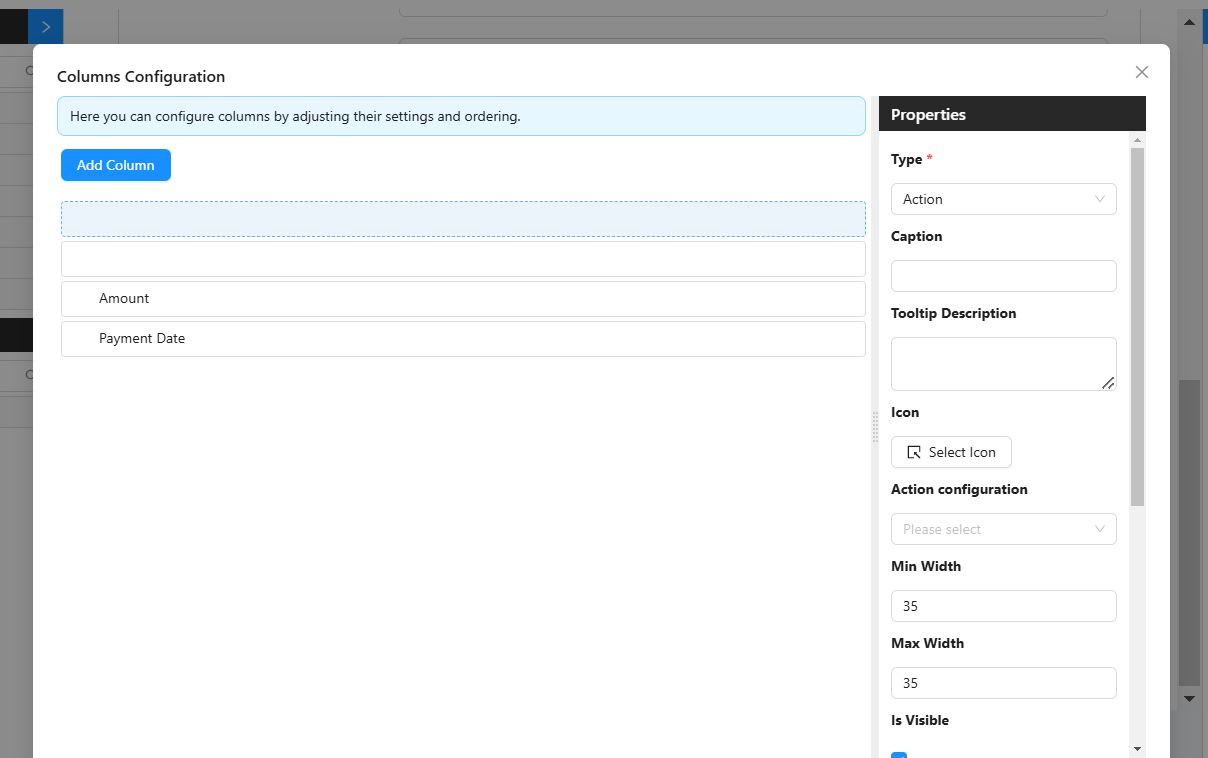 Columns Configuration
Here you can configure columns by adjusting their settings and ordering.
Add Column
Amount
Payment Date
Properties
Type *
Action
Caption
Tooltip Description
Icon
Select Icon
Action configuration
Please select
Min Width
35
Max Width
35
Is Visible